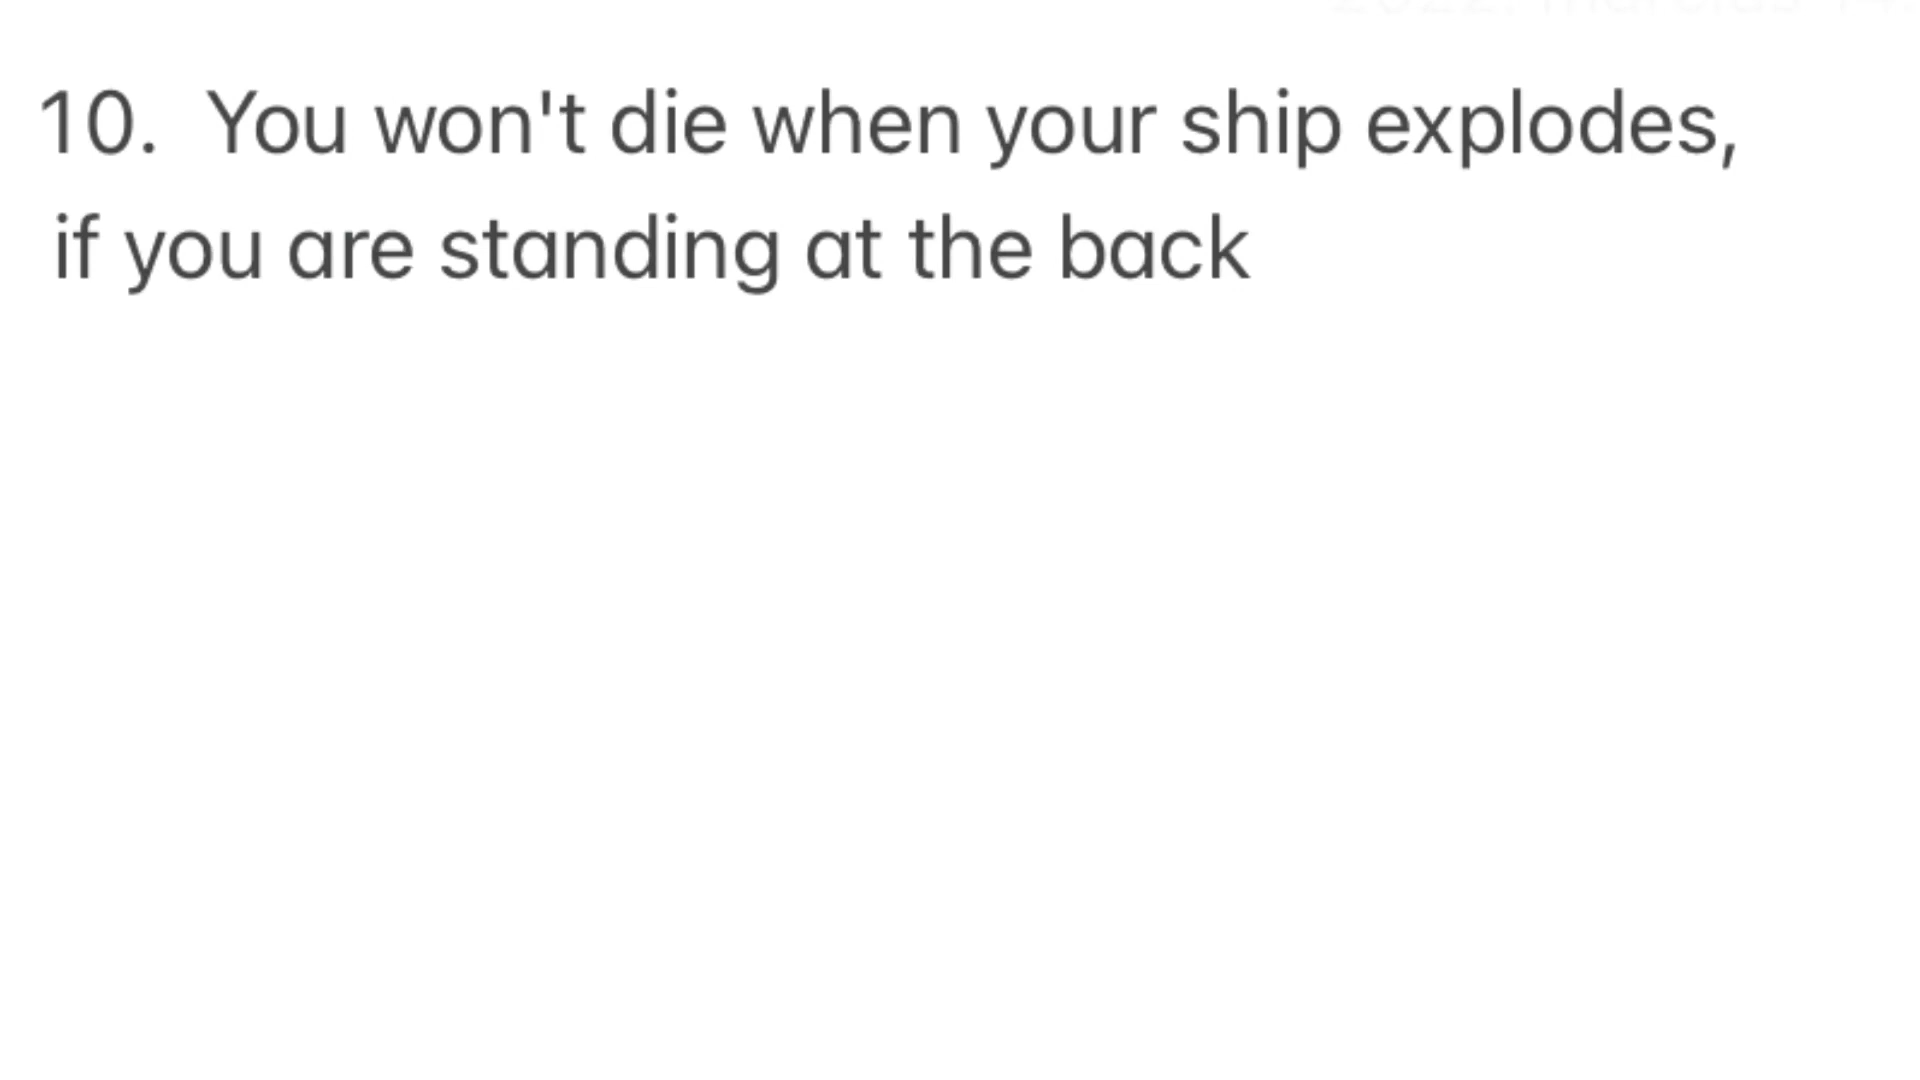 10.  You won't die when your ship explodes,
if you are standing at the back